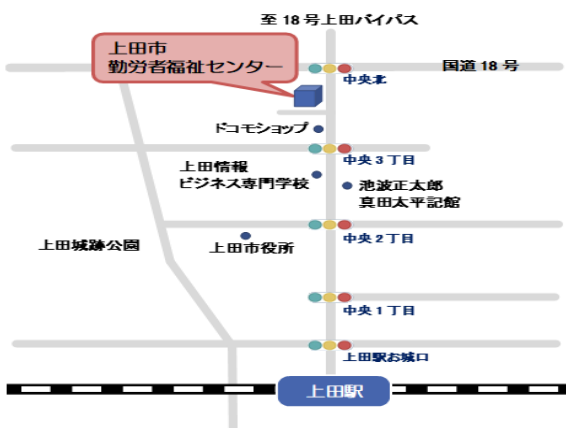 至18号上田バイパス
上田市
勤労者福祉センター
国道18号
中央北
ドコモショップ
中央3丁目
上田情報
ビジネス専門学校
池波正太郎
真田太平記館
上田城跡公園
上田市役所
中央2丁目
中央1丁目
上田駅お城口
上田駅